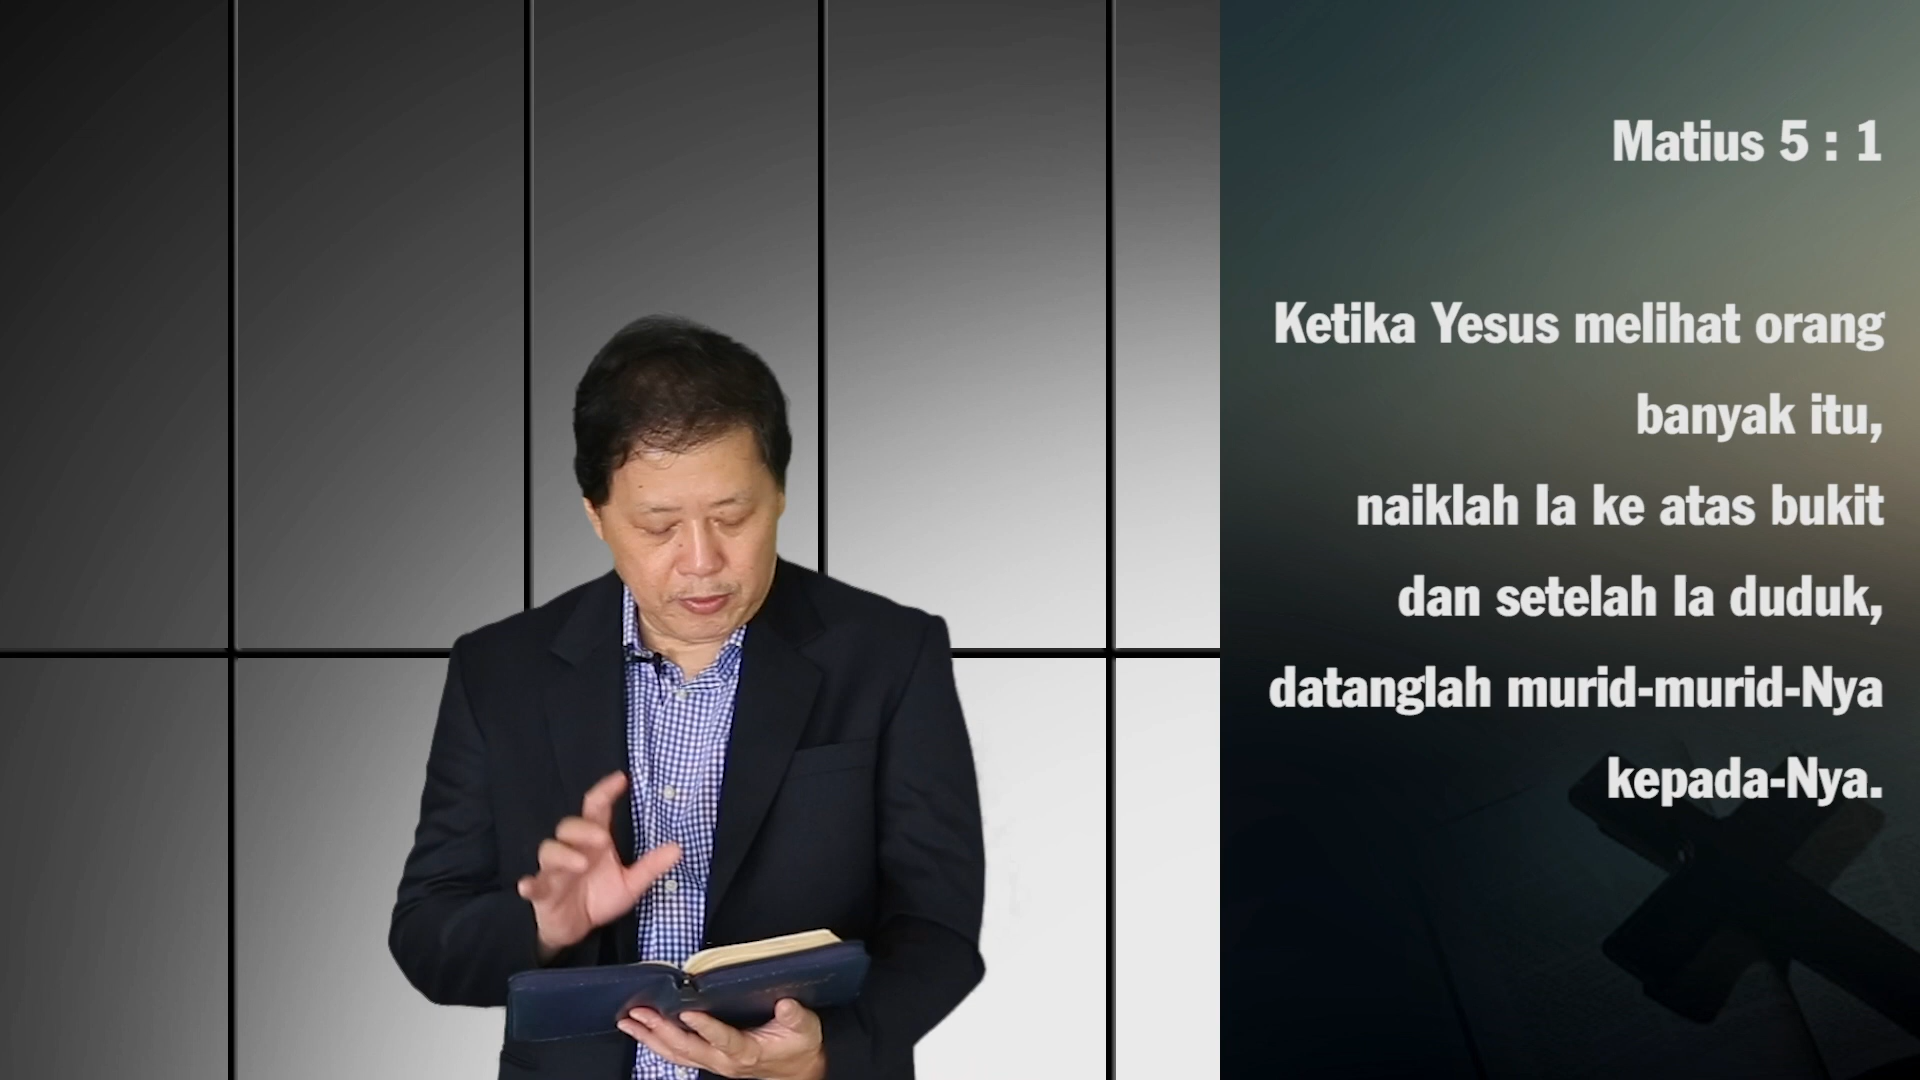 Matius 5 : 1
Ketika Yesus melihat orang
banyak itu,
naiklah Ia ke atas bukit
dan setelah Ia duduk,
datanglah murid-murid-Nya
kepada-Nya.